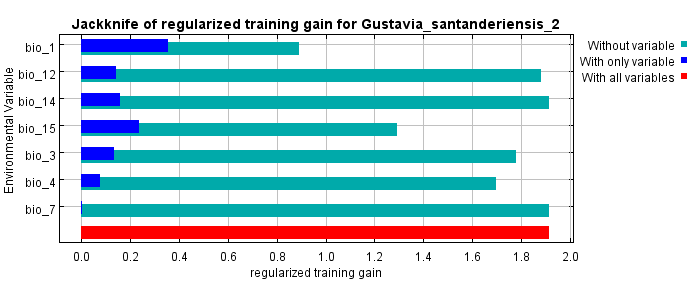 Jackknife of regularized training gain for Gustavia_santanderiensis_2
Without variable
With only variable
With all variables
Environmental Variable
bio_1
bio_12
bio_14
bio_15
bio_3
bio_4
bio_7
0.0 0.2 0.4 0.6 0.8 1.0 1.2 1.4 1.6 1.8 2.0
regularized training gain